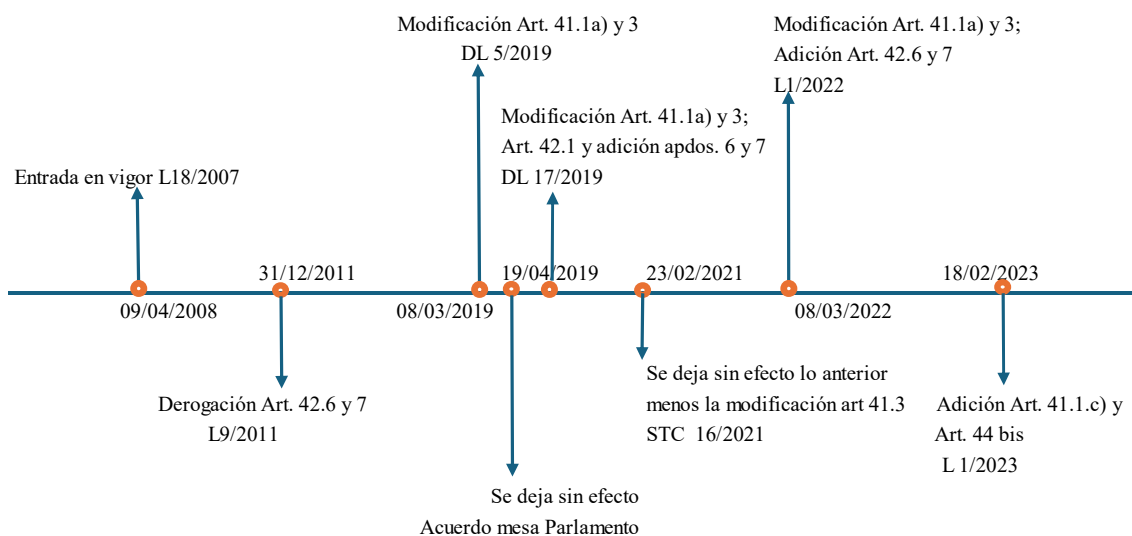 Modificación Art. 41.1a) y 3
DL 5/2019
Modificación Art. 41.1a) y 3;
Adición Art. 42.6 y 7
L1/2022
Modificación Art. 41.1a) y 3;
Art. 42.1 y adición apdos. 6 y 7
DL 17/2019
Entrada en vigor L18/2007
31/12/2011
19/04/2019
23/02/2021
18/02/2023
09/04/2008
08/03/2019
08/03/2022
Se deja sin efecto lo anterior
menos la modificación art 41.3
STC 16/2021
Derogación Art. 42.6 y 7
L9/2011
Adición Art. 41.1.c) y
Art. 44 bis
L 1/2023
Se deja sin efecto
Acuerdo mesa Parlamento